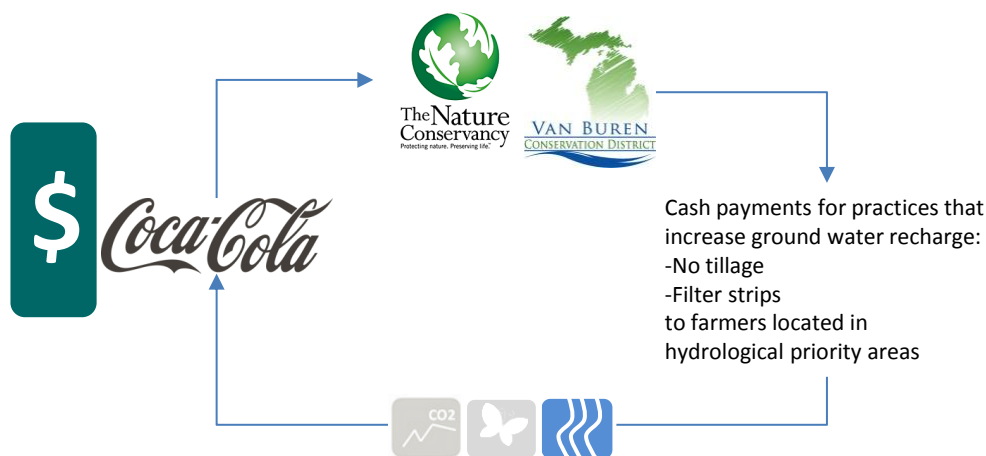 The Nature
Conservancy
Protecting nature. Preserving life.™
VAN BUREN
CONSERVATION DISTRICT
$
Coca-Cola
Cash payments for practices that
increase ground water recharge:
-No tillage
-Filter strips
to farmers located in
hydrological priority areas
CO2